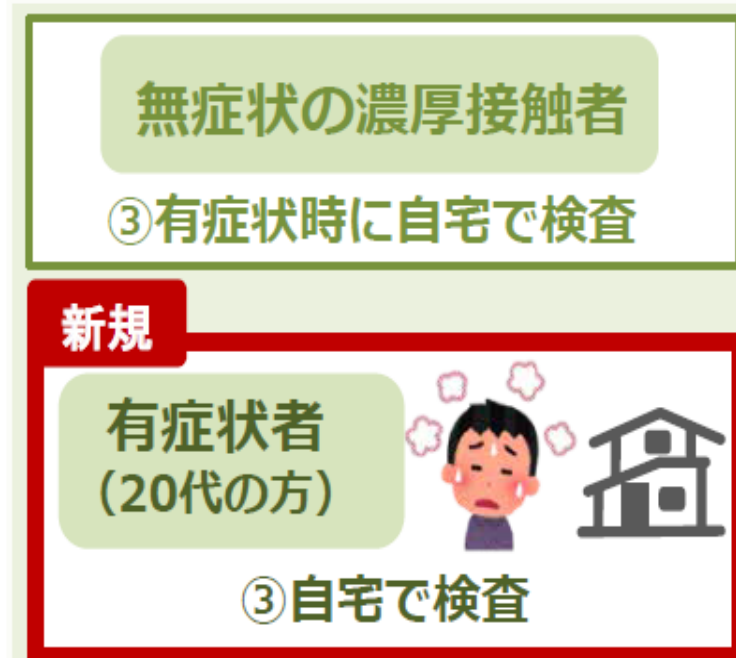 無症状の濃厚接触者
③有症状時に自宅で検査
新規
有症状者
（20代の方）
③自宅で検査